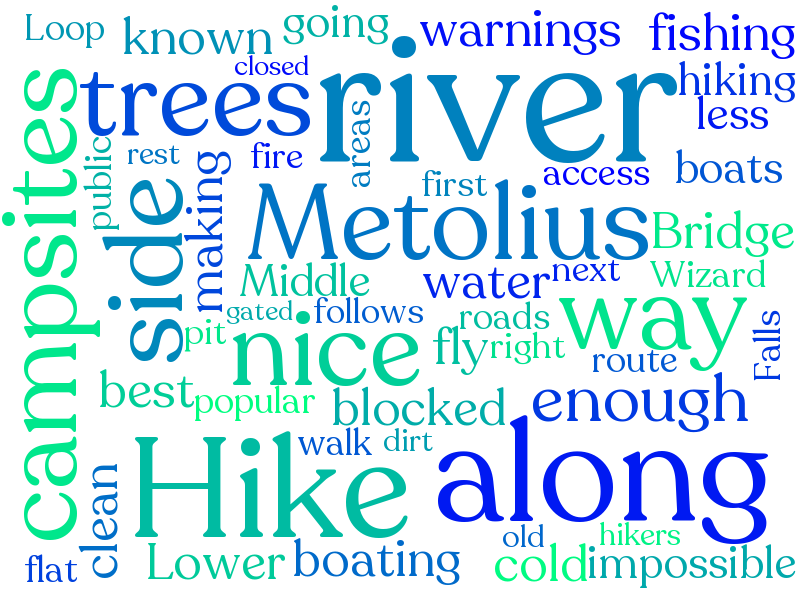 Loop
known
going
warnings
fishing
closed
trees
river
hiking
less
campsites
public
rest
fire
areas
first
access
boats
side
making
Metolius
Bridge
Middle
water
next
Wizard
gated
follows
roads
way
pit
nice
fly
right
route
Falls
best
popular
blocked
enough
Hike
walk
dirt
along
clean
old
hikers
flat
Lower
boating
cold
impossible